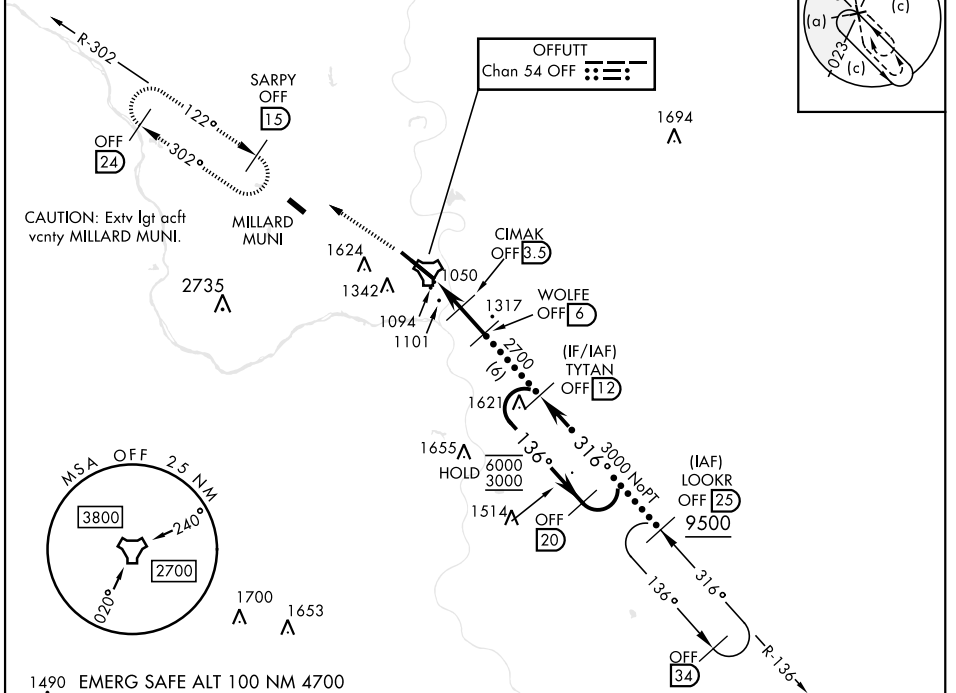 R-302
SARPY
OFF
15
122°
302°
OFF
24
CAUTION: Extv lgt acft
vcnty MILLARD MUNI.
MILLARD
MUNI
OFFUTT
Chan 54 OFF
(a)
(c)
(c)
023
1694
1624
1342
1050
1094
1101
2735
CIMAK
OFF 3.5
1317
WOLFE
OFF 6
2700
(6)
(IF/IAF)
TYTAN
OFF 12
1621
136°
316°
3000 NoPT
1655
HOLD
6000
3000
1514
OFF
20
(IAF)
LOOKR
OFF 25
9500
136°
316°
OFF
34
R-136
MSA OFF 25 NM
3800
240°
2700
020°
1700
1653
1490
EMERG SAFE ALT 100 NM 4700